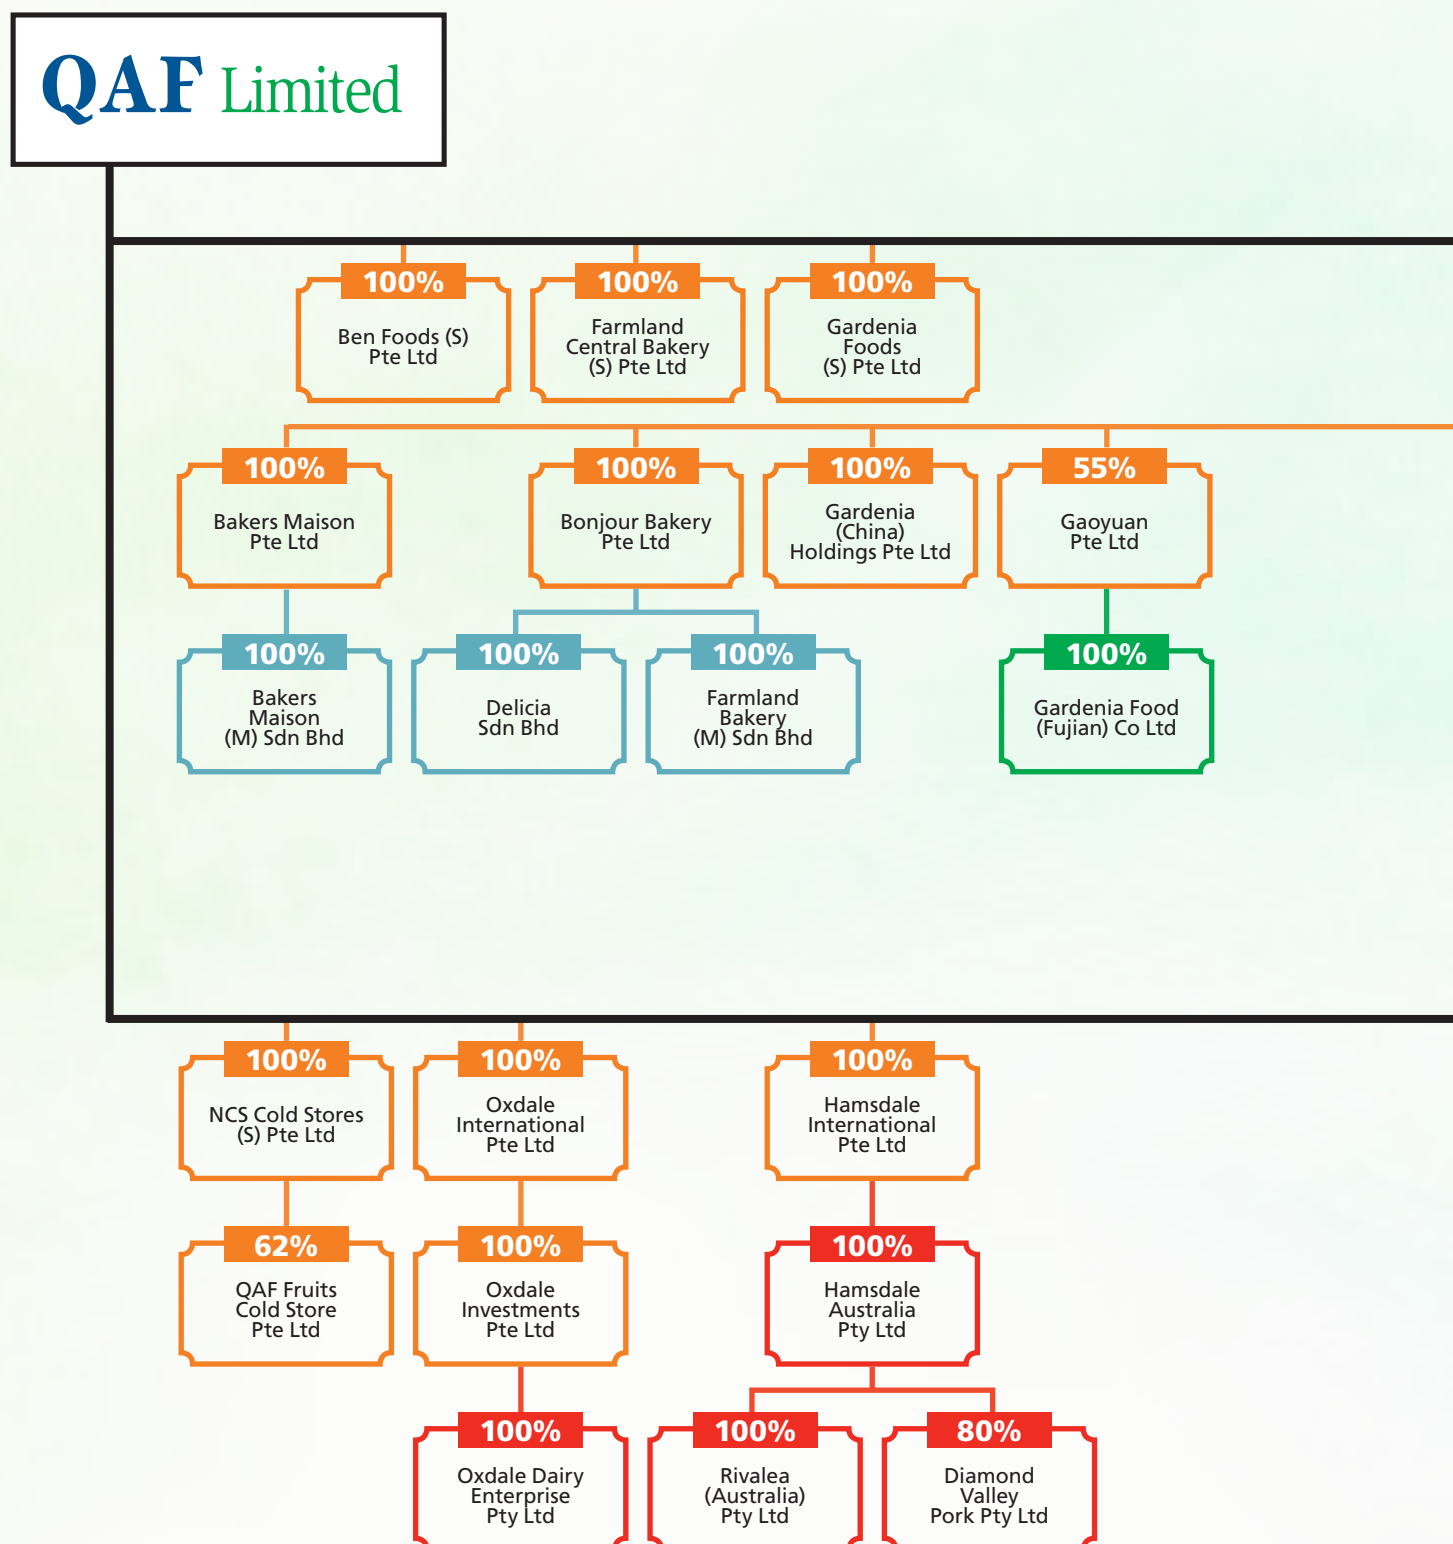 QAF Limited
100%
Ben Foods (S)
Pte Ltd
100%
Farmland
Central Bakery
(S) Pte Ltd
100%
Gardenia
Foods
(S) Pte Ltd
100%
Bakers Maison
Pte Ltd
100%
Bonjour Bakery
Pte Ltd
100%
Gardenia
(China)
Holdings Pte Ltd
55%
Gaoyuan
Pte Ltd
100%
Bakers
Maison
(M) Sdn Bhd
100%
Delicia
Sdn Bhd
100%
Farmland
Bakery
(M) Sdn Bhd
100%
Gardenia Food
(Fujian) Co Ltd
100%
NCS Cold Stores
(S) Pte Ltd
100%
Oxdale
International
Pte Ltd
100%
Hamsdale
International
Pte Ltd
62%
QAF Fruits
Cold Store
Pte Ltd
100%
Oxdale
Investments
Pte Ltd
100%
Hamsdale
Australia
Pty Ltd
100%
Oxdale Dairy
Enterprise
Pty Ltd
100%
Rivalea
(Australia)
Pty Ltd
80%
Diamond
Valley
Pork Pty Ltd